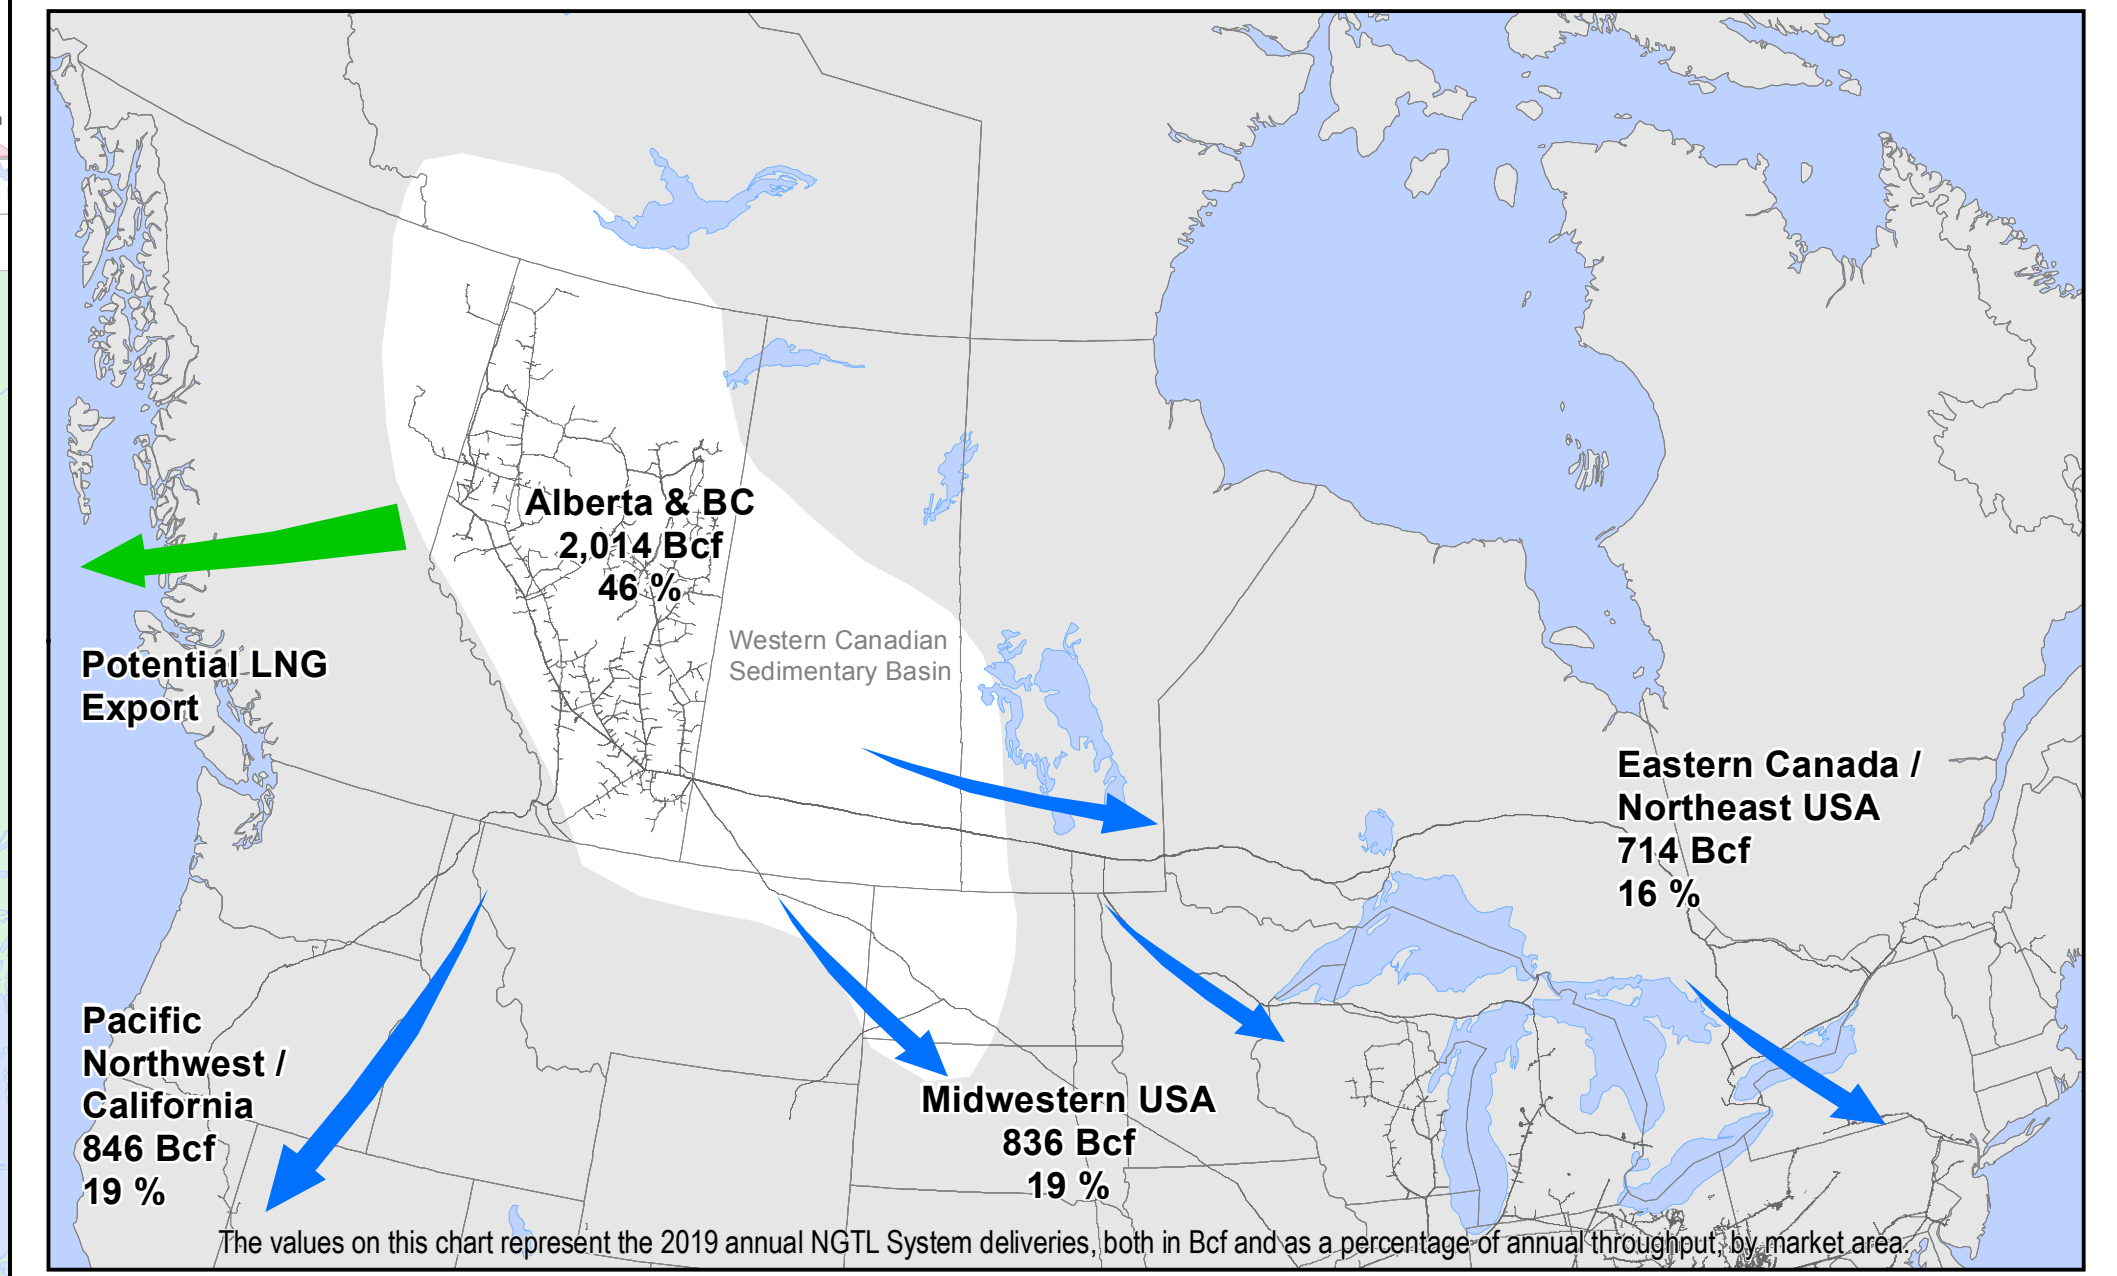 Alberta & BC
2,014 Bcf
46 %
Western Canadian
Sedimentary Basin
Potential LNG
Export
Eastern Canada /
Northeast USA
714 Bcf
16 %
Pacific
Northwest /
California
846 Bcf
19 %
Midwestern USA
836 Bcf
19 %
The values on this chart represent the 2019 annual NGTL System deliveries, both in Bcf and as a percentage of annual throughput, by market area.